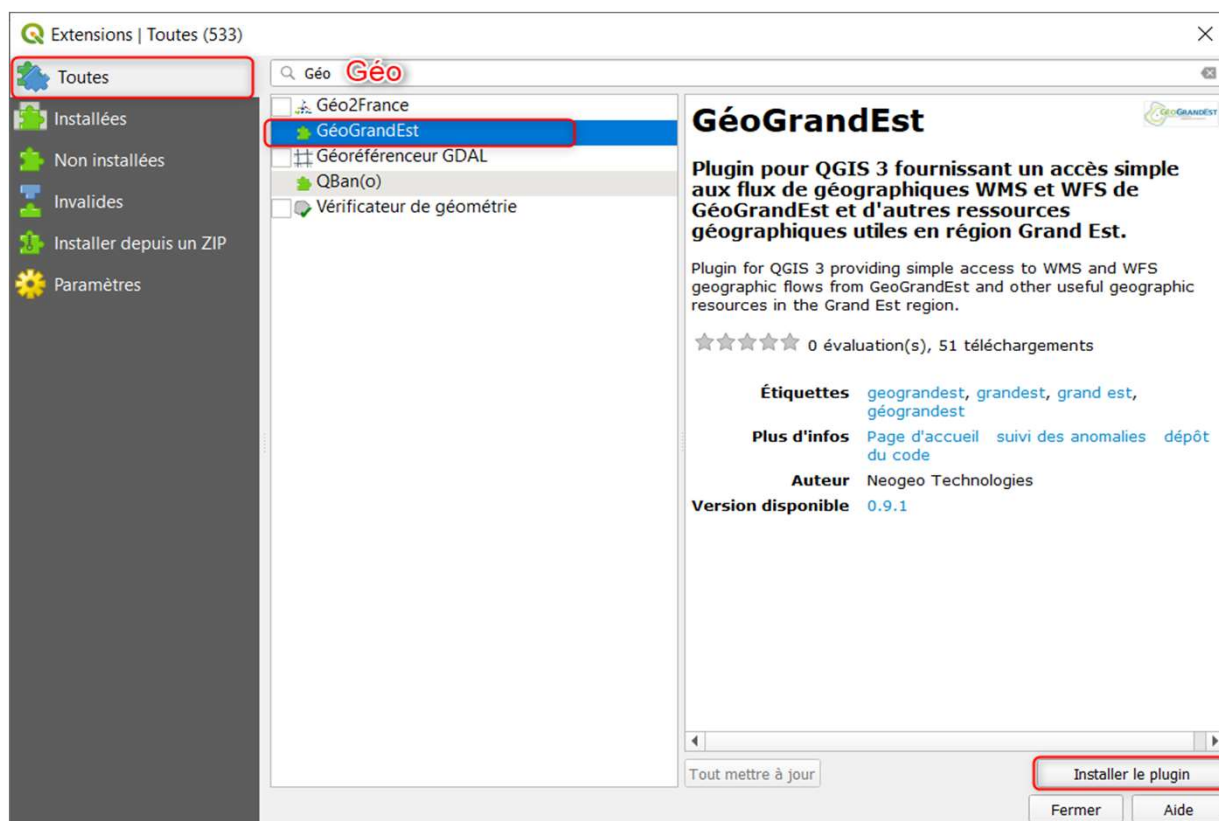 Extensions | Toutes (533)
Toutes
Installées
Non installées
Invalides
Installer depuis un ZIP
Paramètres
Géo Géo
Géo2France
GéoGrandEst
Géoréférenceur GDAL
QBan(o)
Vérificateur de géométrie
GéoGrandEst
GÉOGRANDEST
Plugin pour QGIS 3 fournissant un accès simple
aux flux de géographiques WMS et WFS de
GéoGrandEst et d'autres ressources
géographiques utiles en région Grand Est.
Plugin for QGIS 3 providing simple access to WMS and WFS
geographic flows from GeoGrandEst and other useful geographic
resources in the Grand Est region.
0 évaluation(s), 51 téléchargements
Étiquettes geograndest, grandest, grand est,
géograndest
Plus d'infos Page d'accueil suivi des anomalies dépôt
du code
Auteur Neogeo Technologies
Version disponible 0.9.1
Tout mettre à jour
Installer le plugin
Fermer
Aide